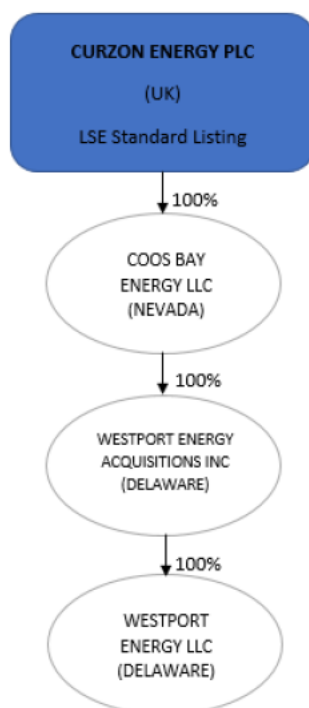 CURZON ENERGY PLC
(UK)
LSE Standard Listing
100%
COOS BAY
ENERGY LLC
(NEVADA)
100%
WESTPORT ENERGY
ACQUISITIONS INC
(DELAWARE)
100%
WESTPORT
ENERGY LLC
(DELAWARE)